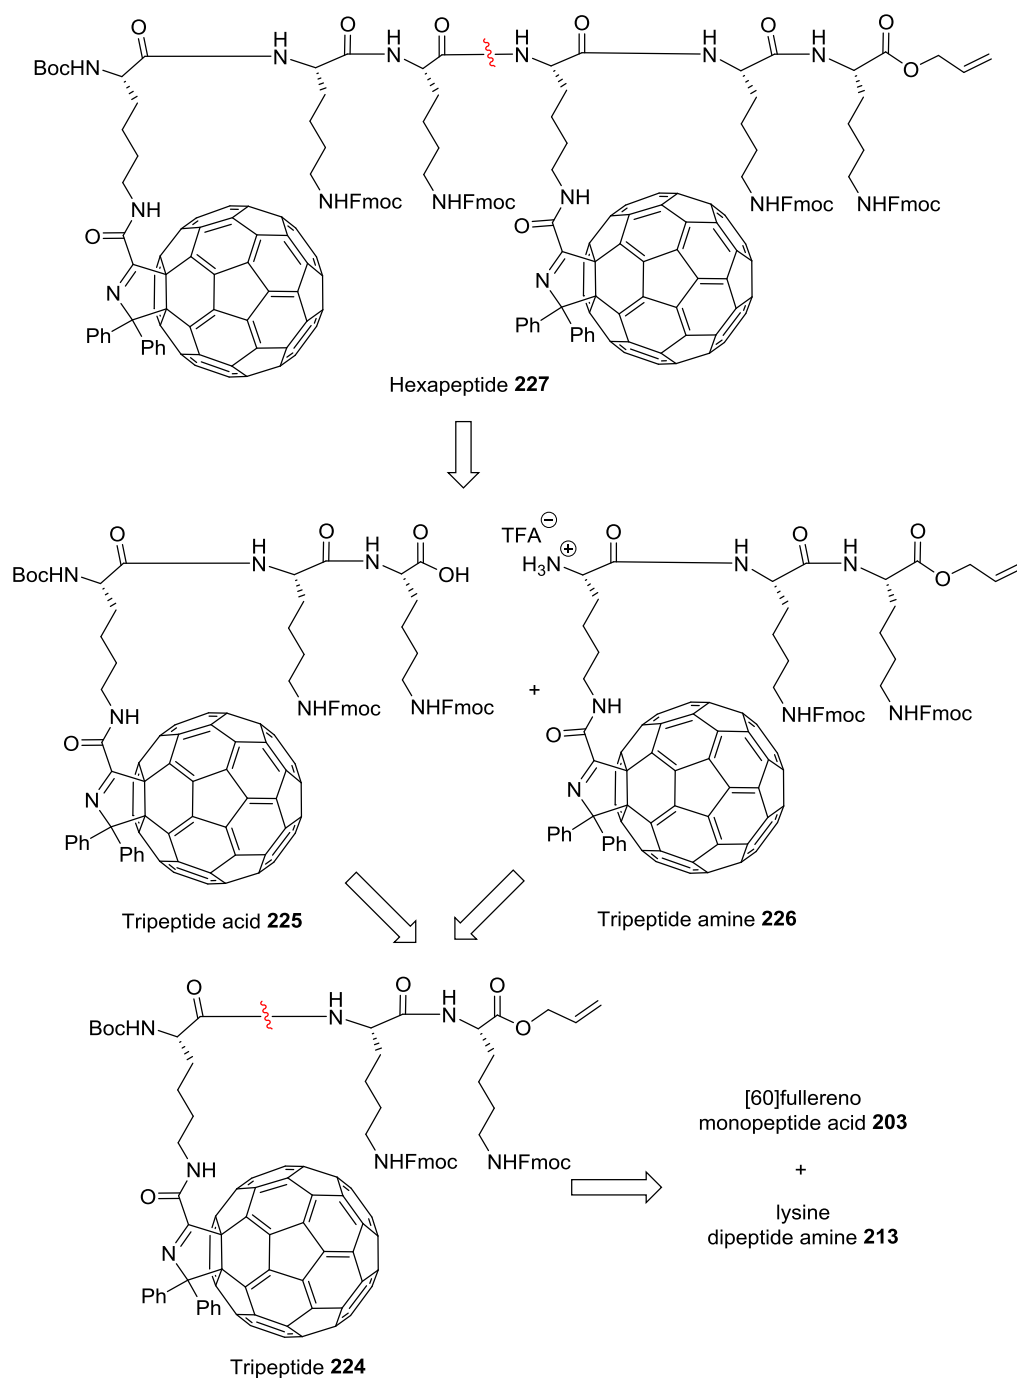 O H O H O H O H O H O
BocHN N N N N N O
NHFmoc NHFmoc NHFmoc NHFmoc
NH NH
O O
N N
Ph Ph Ph Ph
Hexapeptide 227
TFA⊖
O H O H O O H O H O
BocHN N N OH H3N⊕ N N O
NHFmoc NHFmoc + NHFmoc NHFmoc
NH NH
O O
N N
Ph Ph Ph Ph
Tripeptide acid 225
Tripeptide amine 226
O H O H O
BocHN N N O
NHFmoc NHFmoc
NH
O
N
Ph Ph
[60]fullereno
monopeptide acid 203
+
lysine
dipeptide amine 213
Tripeptide 224